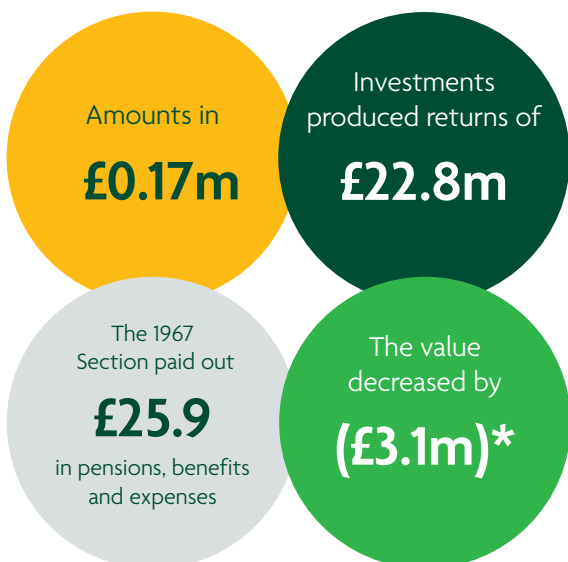 Amounts in
£0.17m
Investments
produced returns of
£22.8m
The 1967
Section paid out
£25.9
in pensions, benefits
and expenses
The value
decreased by
(£3.1m)*